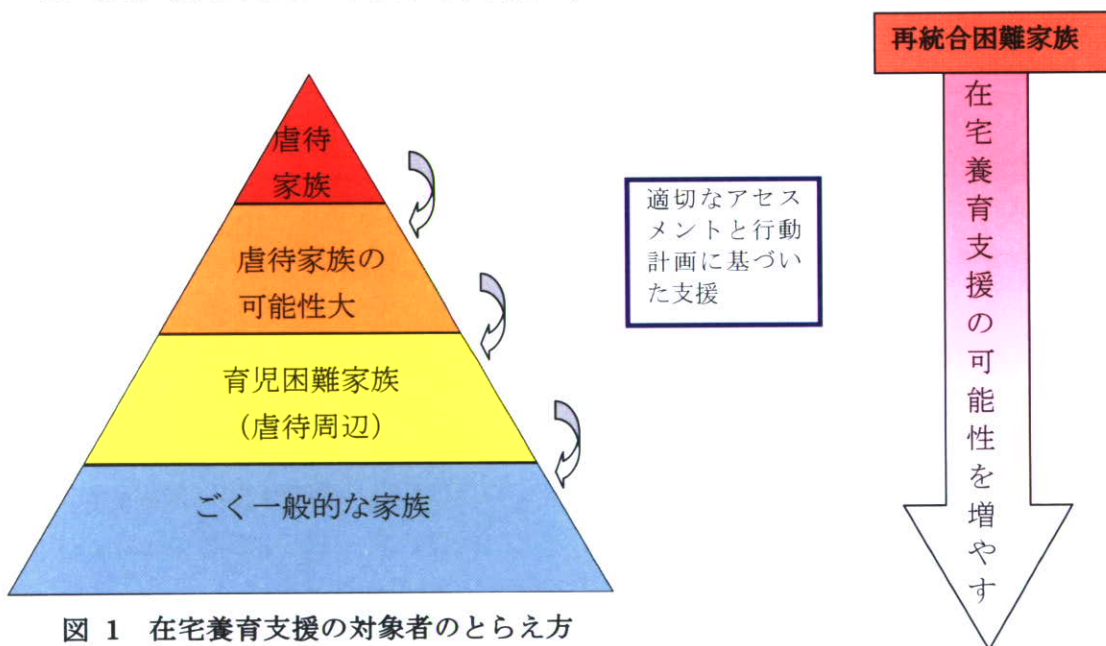 再統合困難家族
虐待
家族
虐待家族の
可能性大
育児困難家族
(虐待周辺)
ごく一般的な家族
適切なアセス
メントと行動
計画に基づい
た支援
在宅養育支援の可能性を増やす
図 1 在宅養育支援の対象者のとらえ方